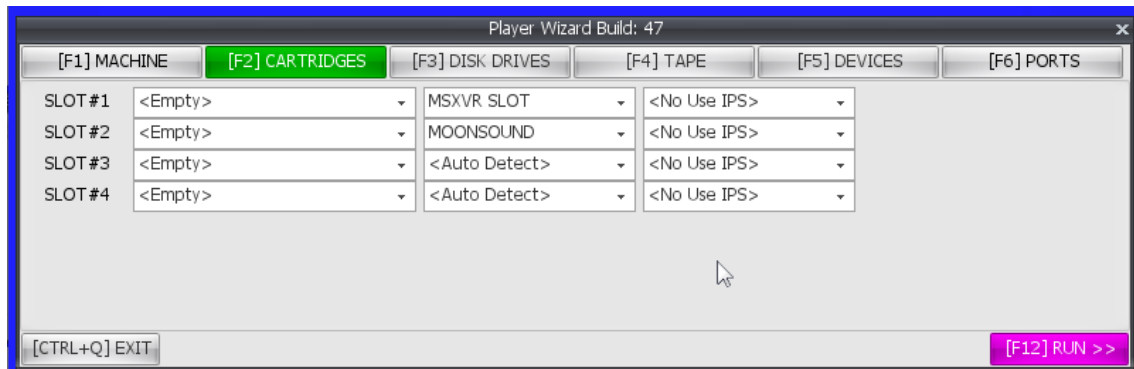 Player Wizard Build: 47 x
[F1] MACHINE [F2] CARTRIDGES [F3] DISK DRIVES [F4] TAPE [F5] DEVICES [F6] PORTS
SLOT#1 <Empty> MSXVR SLOT <No Use IPS>
SLOT#2 <Empty> MOONSOUND <No Use IPS>
SLOT#3 <Empty> <Auto Detect> <No Use IPS>
SLOT#4 <Empty> <Auto Detect> <No Use IPS>
[CTRL+Q] EXIT [F12] RUN >>